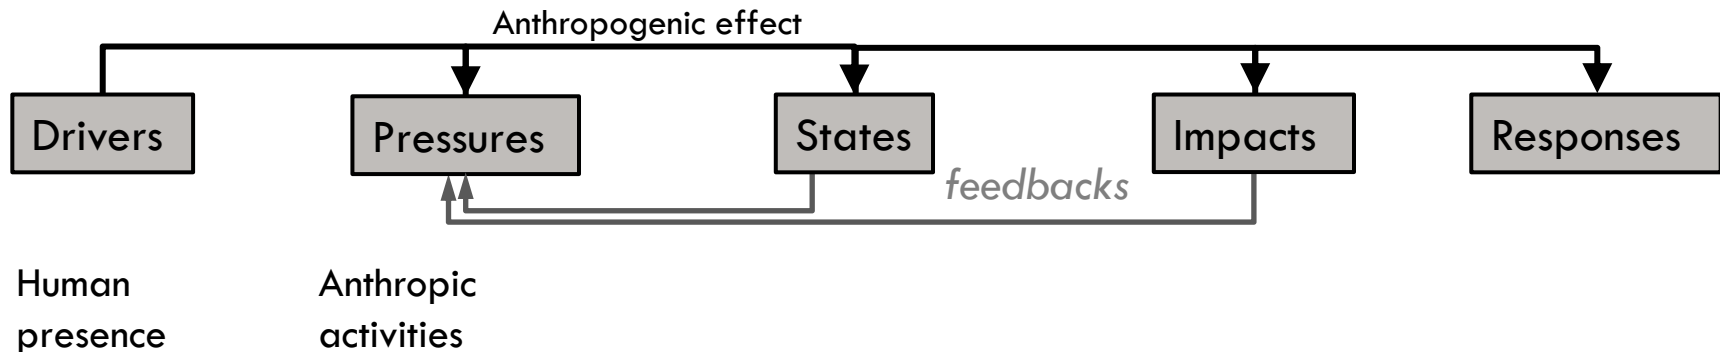 Anthropogenic effect
Drivers
Pressures
States
Impacts
Responses
feedbacks
Human
presence
Anthropic
activities